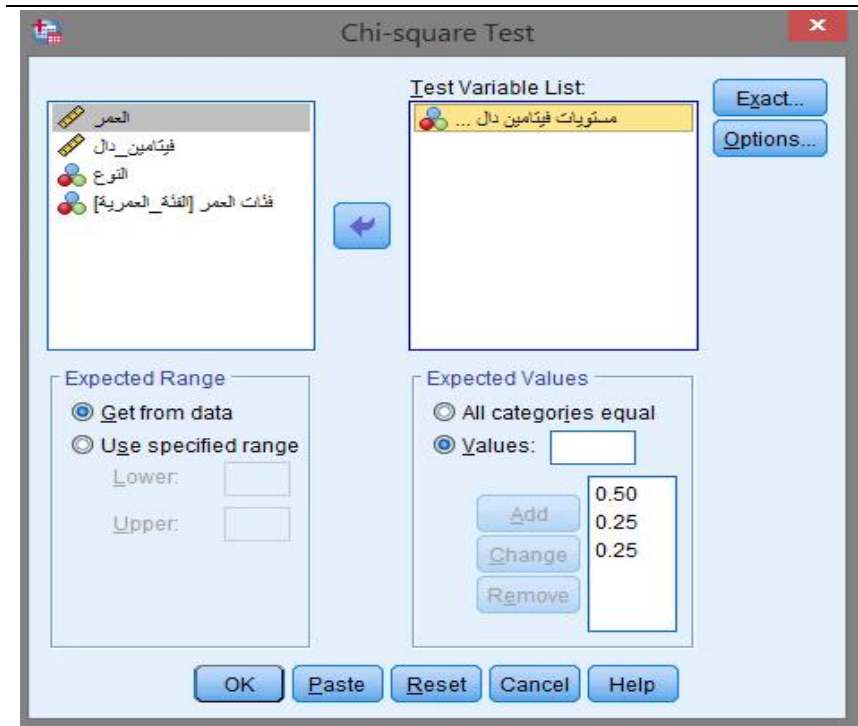 Chi-square Test
Test Variable List:
العمر
فيتامين_دال
النوع
فئات العمر [الفئة_العمرية]
مستويات فيتامين دال ...
Exact...
Options...
Expected Range
Get from data
Use specified range
Lower:
Upper:
Expected Values
All categories equal
Values:
Add
Change
Remove
0.50
0.25
0.25
OK
Paste
Reset
Cancel
Help